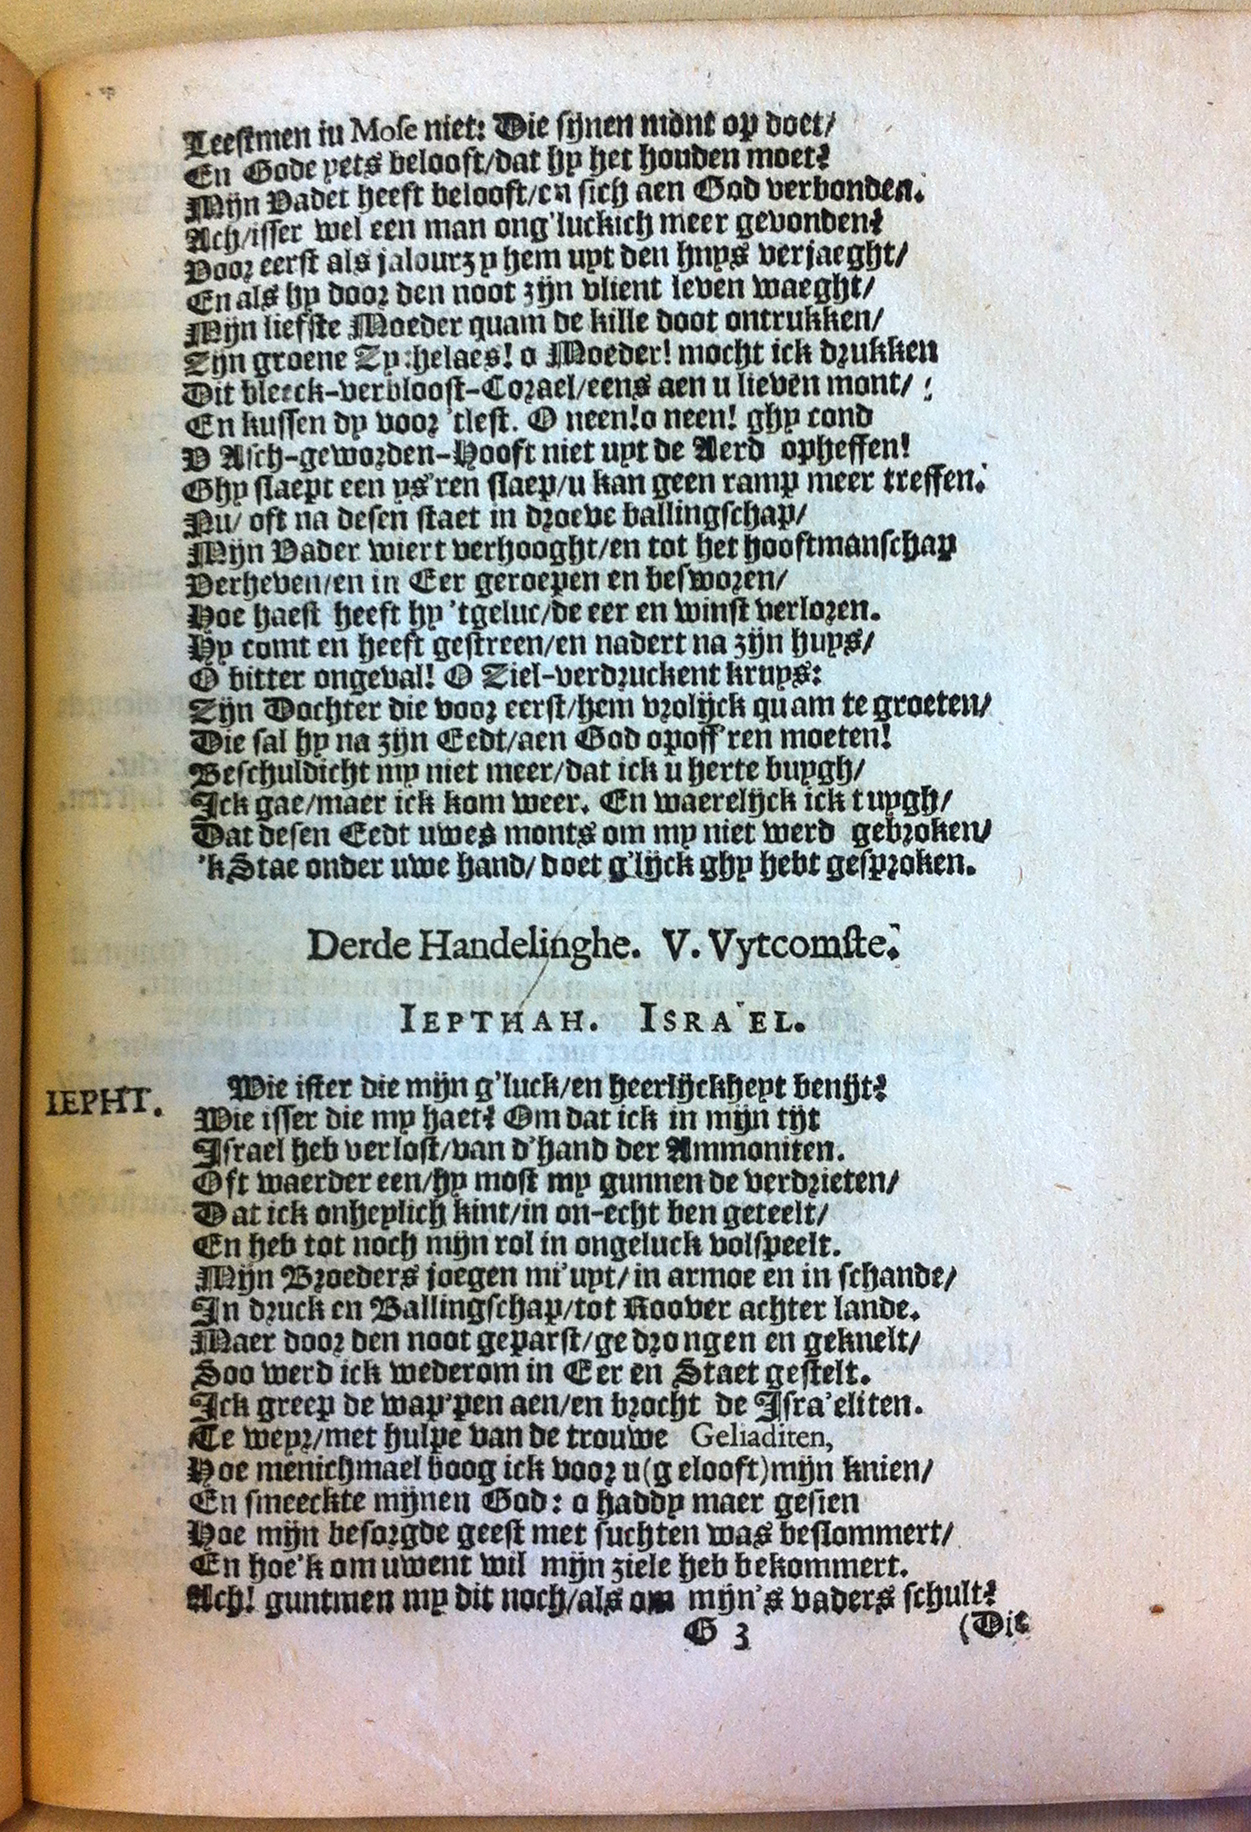 Leestmen in Mose niet: Die sijnen mont op doet/
En Gode yets belooft/dat hy het houden moet?
Mijn Vadet heeft belooft/en sich aen God verbonden.
Ach/isser wel een man ong'luckich meer gevonden?
Voor eerst als jalourzy hem uyt den huys verjaeght/
En als hy door den noot zijn vlient leven waeght/
Mijn liefste Moeder quam de kille doot ontrukken/
Zijn groene Zy:helaes! o Moeder! mocht ick drukken
Dit bleeck-verbloost-Corael/eens aen u lieven mont/
En kussen dy voor 'tlest. O neen!o neen! ghy cond
V Asch-geworden-Hooft niet uyt de Aerd opheffen!
Ghy slaept een ys'ren slaep/u kan geen ramp meer treffen.
Nu/ oft na desen staet in droeve ballingschap/
Mijn Vader wiert verhooght/en tot het hooftmanschap
Verheven/en in Eer geroepen en besworen/
Hoe haest heeft hy 'tgeluc/de eer en winst verloren.
Hy comt en heeft gestreen/en nadert na zijn huys/
O bitter ongeval! O Ziel-verdruckent kruys:
Zijn Dochter die voor eerst/hem vrolijck quam te groeten/
Die sal hy na zijn Eedt/aen God opoff'ren moeten!
Beschuldicht my niet meer/dat ick u herte buygh/
Ick gae/maer ick kom weer. En waerelijck ick tuygh/
Dat desen Eedt uwes monts om my niet werd gebroken/
'k Stae onder uwe hand/ doet g'lijck ghy hebt gesproken.
Derde Handelinghe. V. Vytcomste.
IEPTHAH. ISRA'EL.
IEPHT. Wie ister die mijn g'luck/en heerlijckheyt benijt?
Wie isser die my haet? Om dat ick in mijn tijt
Israel heb verlost/van d'hand der Ammoniten.
Oft waerder een/hy most my gunnen de verdrieten/
Dat ick onheylich kint/in on-echt ben geteelt/
En heb tot noch mijn rol in ongeluck volspeelt.
Mijn Broeders joegen mi'uyt/in armoe en in schande/
In druck en Ballingschap/tot Roover achter lande.
Maer door den noot geparst/gedrongen en geknelt/
Soo werd ick wederom in Eer en Staet gestelt.
Ick greep de wap'pen aen/en brocht de Isra'eliten.
Te weyr/met hulpe van de trouwe Geliaditen,
Hoe menichmael boog ick voor u(gelooft)mijn knien/
En smeeckte mijnen God: o haddy maer gesien
Hoe mijn besorgde geest met suchten was beslommert/
En hoe'k om uwent wil mijn ziele heb bekommert.
Ach! guntmen my dit noch/als om mijn's vaders schult?
G 3 (Dit